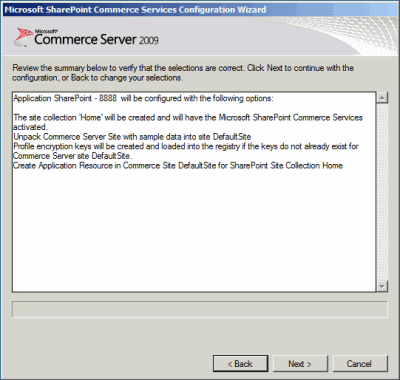 Microsoft SharePoint Commerce Services Configuration Wizard
Microsoft
Commerce Server 2009
Review the summary below to verify that the selections are correct. Click Next to continue with the
configuration, or Back to change your selections.
Application SharePoint - 8888 will be configured with the following options:
The site collection 'Home' will be created and will have the Microsoft SharePoint Commerce Services
activated.
Unpack Commerce Server Site with sample data into site DefaultSite
Profile encryption keys will be created and loaded into the registry if the keys do not already exist for
Commerce Server site DefaultSite.
Create Application Resource in Commerce Site DefaultSite for SharePoint Site Collection Home
< Back
Next >
Cancel